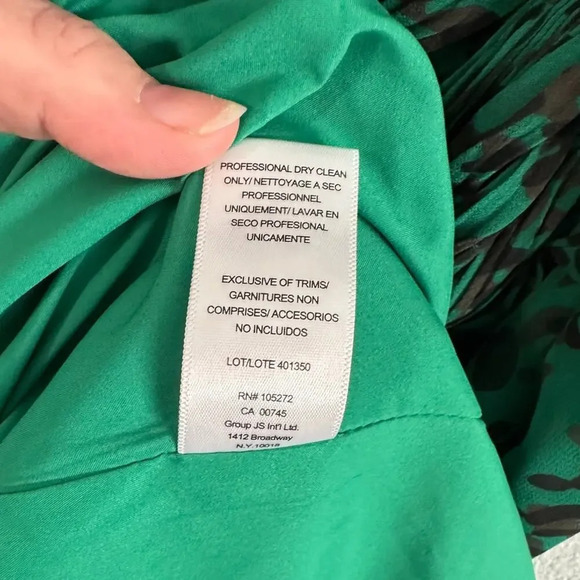 PROFESSIONAL DRY CLEAN
ONLY/ NETTOYAGE A SEC
PROFESSIONNEL
UNIQUEMENT/ LAVAR EN
SECO PROFESIONAL
UNICAMENTE
EXCLUSIVE OF TRIMS/
GARNITURES NON
COMPRISES/ ACCESORIOS
NO INCLUIDOS
LOT/LOTE 401350
RN# 105272
CA 00745
Group JS Int'l Ltd.
1412 Broadway
N.Y. 10018